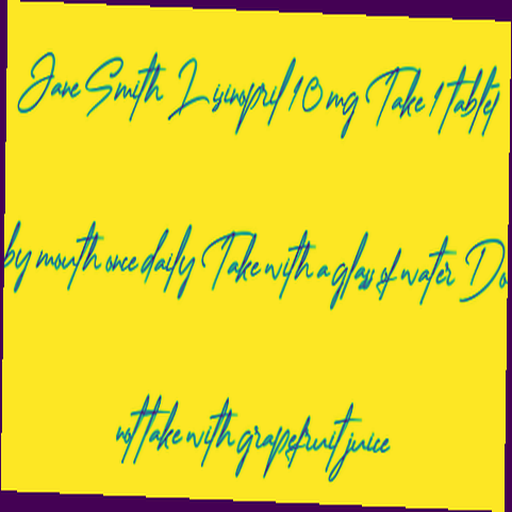 Jane Smith Lisinopril 10 mg Take 1 tablet
by mouth once daily Take with a glass of water Do
not take with grapefruit juice